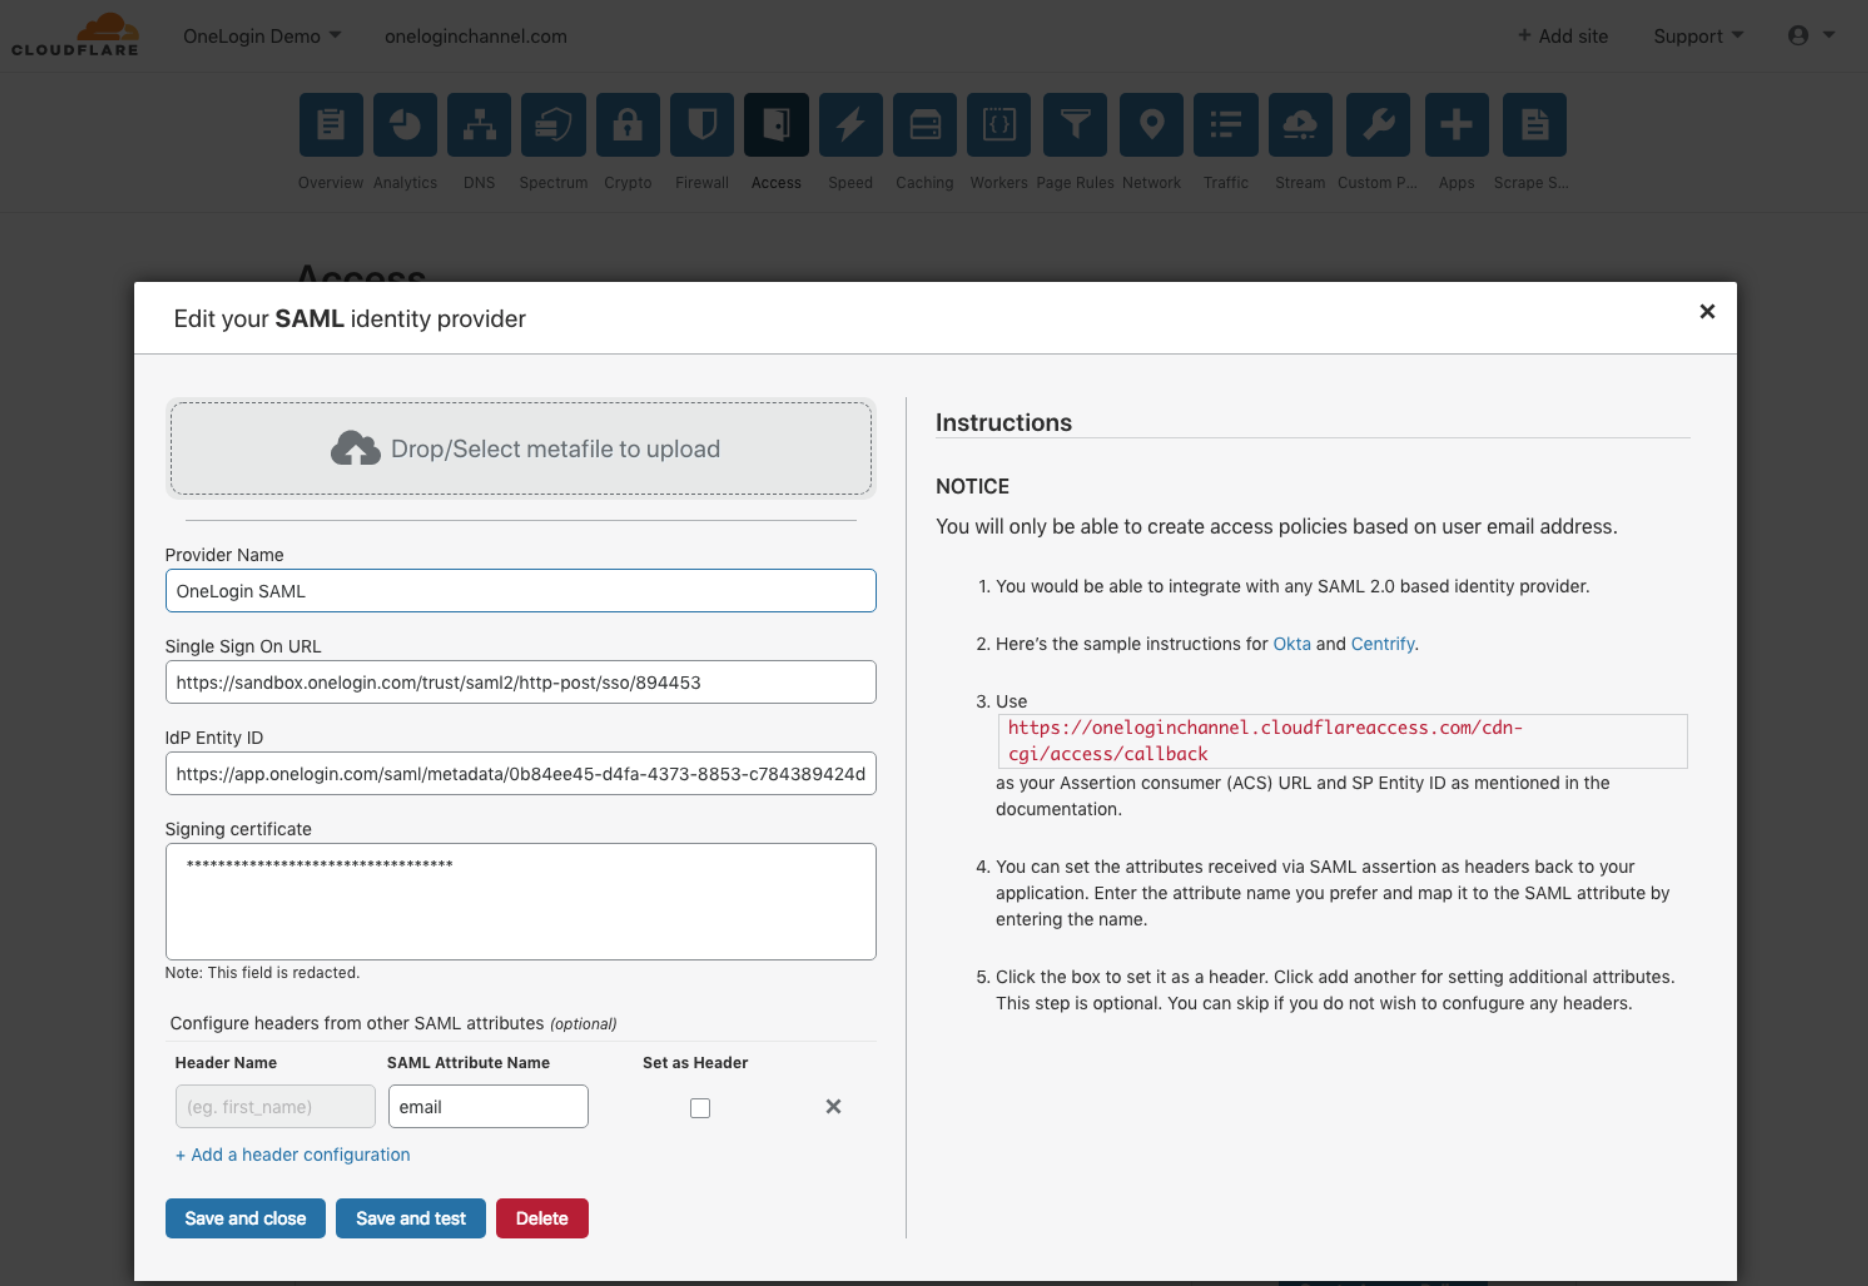 CLOUDFLARE
OneLogin Demo
oneloginchannel.com
+ Add site
Support
Overview
Analytics
DNS
Spectrum
Crypto
Firewall
Access
Speed
Caching
Workers
Page Rules
Network
Traffic
Stream
Custom P...
Apps
Scrape S...
Access
Edit your SAML identity provider
Drop/Select metafile to upload
Provider Name
OneLogin SAML
Single Sign On URL
https://sandbox.onelogin.com/trust/saml2/http-post/sso/894453
IdP Entity ID
https://app.onelogin.com/saml/metadata/0b84ee45-d4fa-4373-8853-c784389424d
Signing certificate
**********************************
Note: This field is redacted.
Configure headers from other SAML attributes (optional)
Header Name
SAML Attribute Name
Set as Header
(eg. first_name)
email
+ Add a header configuration
Save and close
Save and test
Delete
Instructions
NOTICE
You will only be able to create access policies based on user email address.
1. You would be able to integrate with any SAML 2.0 based identity provider.
2. Here's the sample instructions for Okta and Centrify.
3. Use
https://oneloginchannel.cloudflareaccess.com/cdn-
cgi/access/callback
as your Assertion consumer (ACS) URL and SP Entity ID as mentioned in the
documentation.
4. You can set the attributes received via SAML assertion as headers back to your
application. Enter the attribute name you prefer and map it to the SAML attribute by
entering the name.
5. Click the box to set it as a header. Click add another for setting additional attributes.
This step is optional. You can skip if you do not wish to confugure any headers.